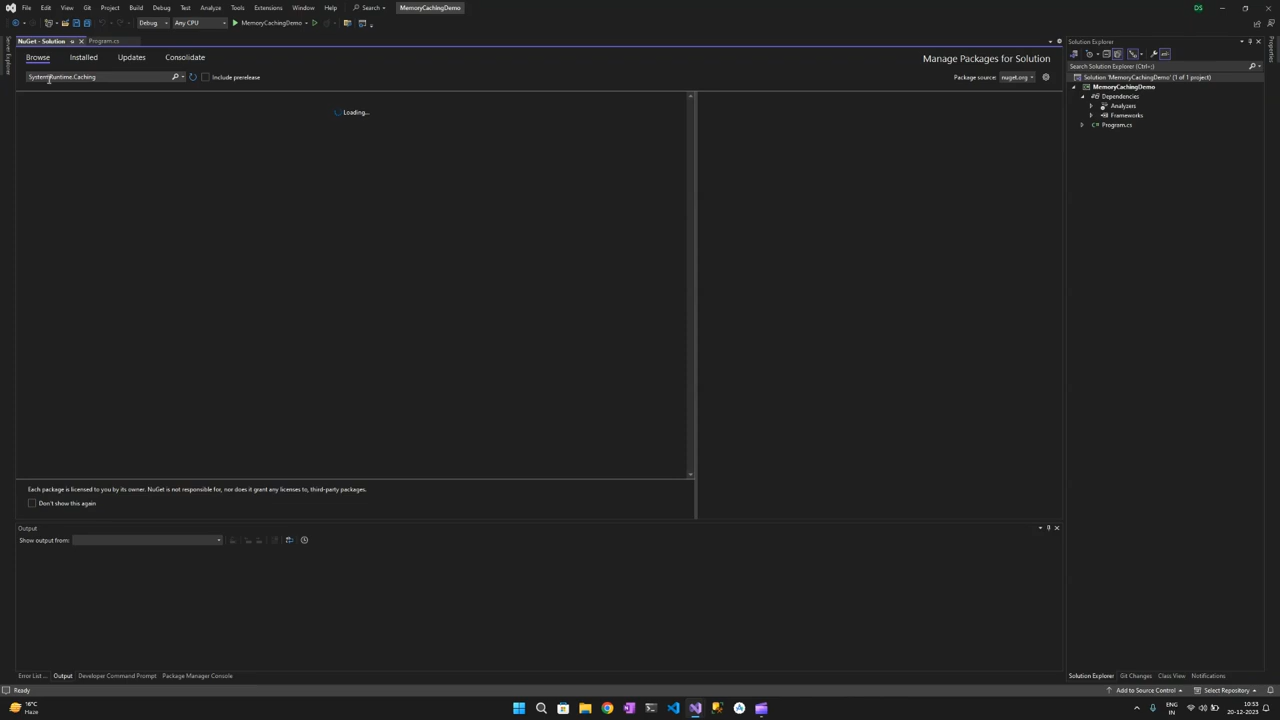 File Edit View Git Project Build Debug Test Analyze Tools Extensions Window Help Search MemoryCachingDemo DS
Debug Any CPU MemoryCachingDemo
NuGet - Solution Program.cs
Browse Installed Updates Consolidate Manage Packages for Solution
System.Runtime.Caching Include prerelease Package source: nuget.org
Loading...
Each package is licensed to you by its owner. NuGet is not responsible for, nor does it grant any licenses to, third-party packages.
Don't show this again
Output
Show output from:
Error List ... Output Developer Command Prompt Package Manager Console
Server Explorer
Solution Explorer
Search Solution Explorer (Ctrl+;)
Solution 'MemoryCachingDemo' (1 of 1 project)
MemoryCachingDemo
Dependencies
Analyzers
Frameworks
C# Program.cs
Solution Explorer Git Changes Class View Notifications
Properties
Ready Add to Source Control Select Repository
16°C
Haze
ENG
IN
10:53
20-12-2023